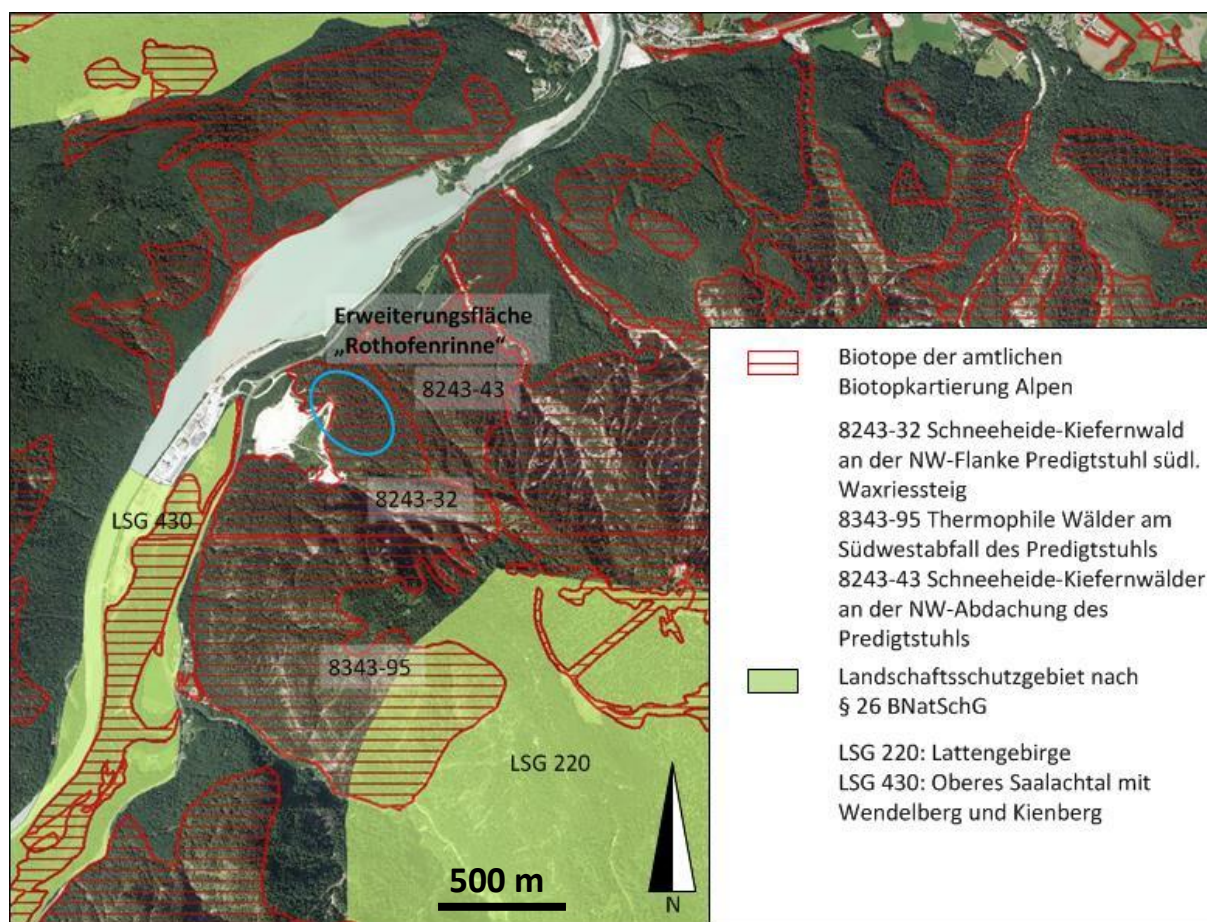 Erweiterungsfläche
„Rothofenrinne"
8243-43
8243-32
LSG 430
8343-95
LSG 220
500 m
N
Biotope der amtlichen
Biotopkartierung Alpen
8243-32 Schneeheide-Kiefernwald
an der NW-Flanke Predigtstuhl südl.
Waxriessteig
8343-95 Thermophile Wälder am
Südwestabfall des Predigtstuhls
8243-43 Schneeheide-Kiefernwälder
an der NW-Abdachung des
Predigtstuhls
Landschaftsschutzgebiet nach
§ 26 BNatSchG
LSG 220: Lattengebirge
LSG 430: Oberes Saalachtal mit
Wendelberg und Kienberg